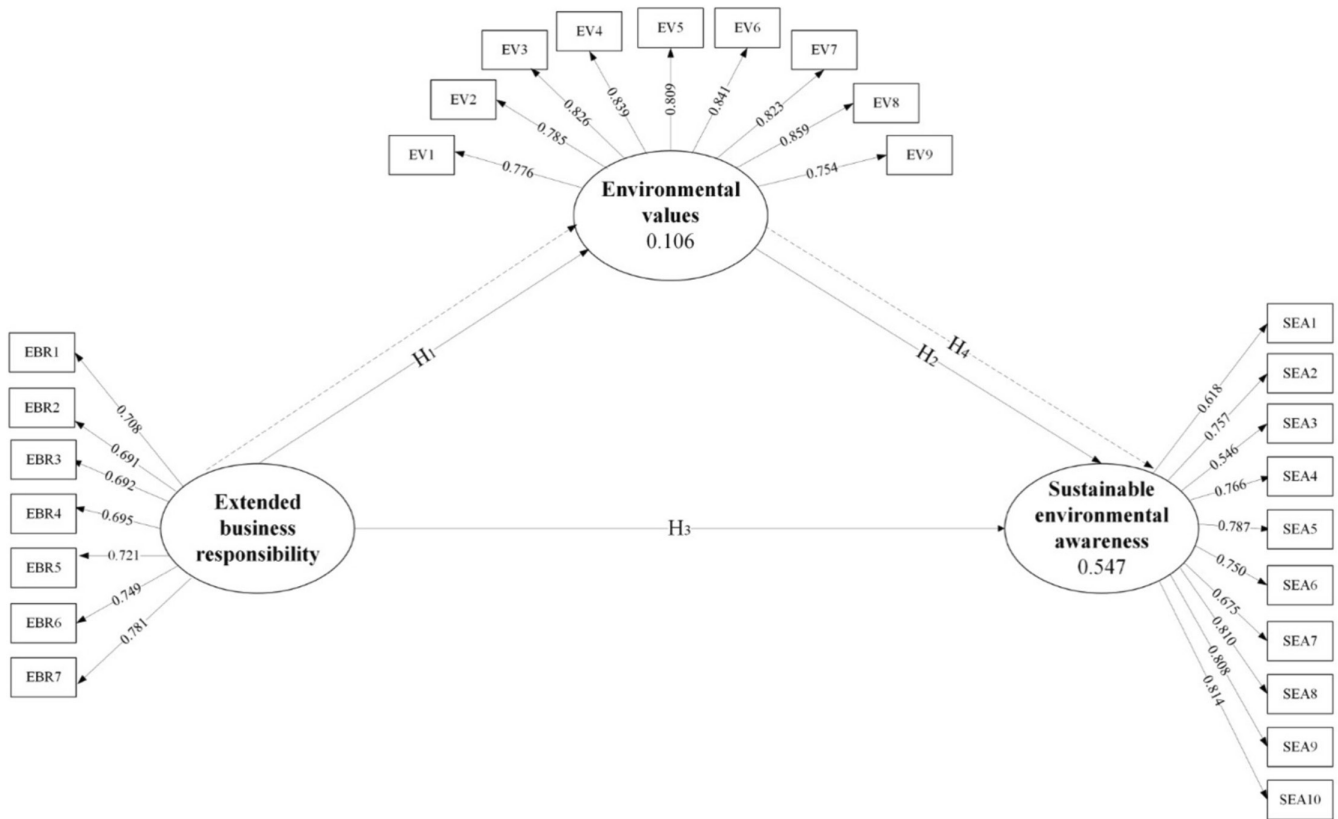 EV1
EV2
EV3
EV4
EV5
EV6
EV7
EV8
EV9
0.776
0.785
0.826
0.839
0.809
0.841
0.823
0.859
0.754
Environmental
values
0.106
H₁
H₂
H₄
H₃
EBR1
EBR2
EBR3
EBR4
EBR5
EBR6
EBR7
0.708
0.691
0.692
0.695
0.721
0.749
0.781
Extended
business
responsibility
Sustainable
environmental
awareness
0.547
0.618
0.757
0.546
0.766
0.787
0.750
0.675
0.810
0.808
0.814
SEA1
SEA2
SEA3
SEA4
SEA5
SEA6
SEA7
SEA8
SEA9
SEA10